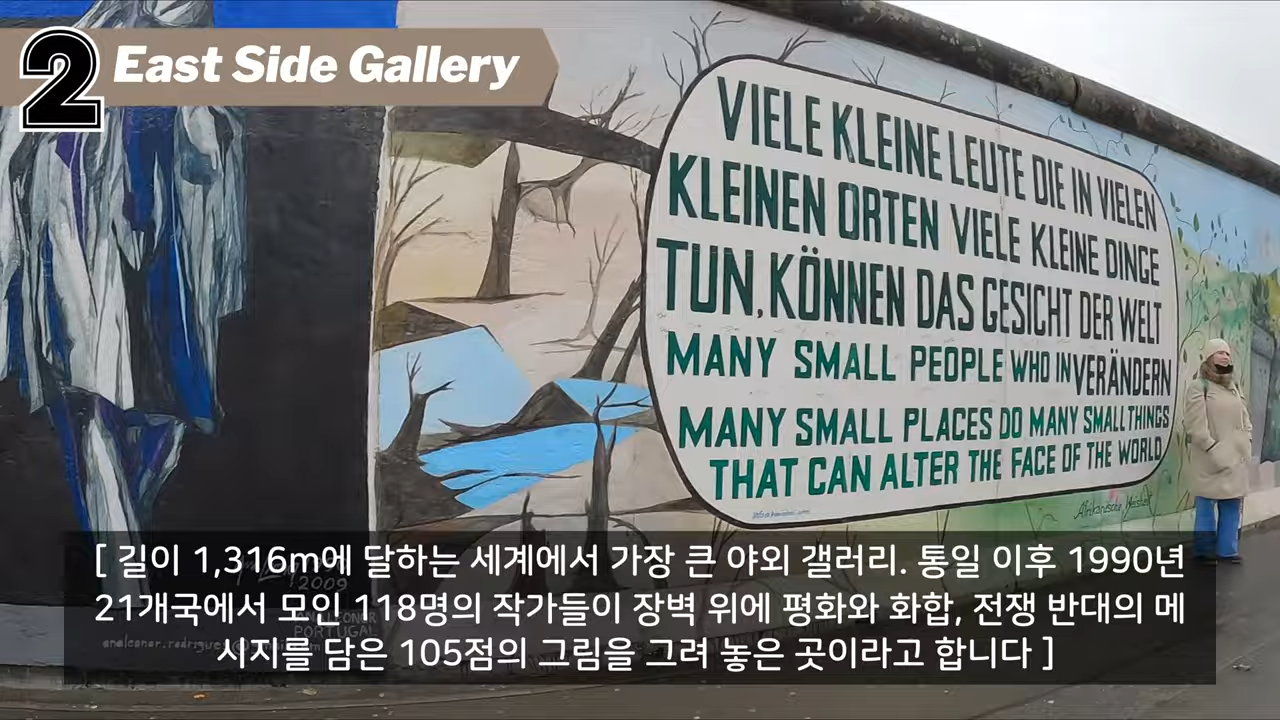 2 East Side Gallery
VIELE KLEINE LEUTE DIE IN VIELEN
KLEINEN ORTEN VIELE KLEINE DINGE
TUN, KÖNNEN DAS GESICHT DER WELT
VERÄNDERN
MANY SMALL PEOPLE WHO IN
MANY SMALL PLACES DO MANY SMALL THINGS
THAT CAN ALTER THE FACE OF THE WORLD
2009
PORTUGAL
[ 길이 1,316m에 달하는 세계에서 가장 큰 야외 갤러리. 통일 이후 1990년
21개국에서 모인 118명의 작가들이 장벽 위에 평화와 화합, 전쟁 반대의 메
시지를 담은 105점의 그림을 그려 놓은 곳이라고 합니다 ]